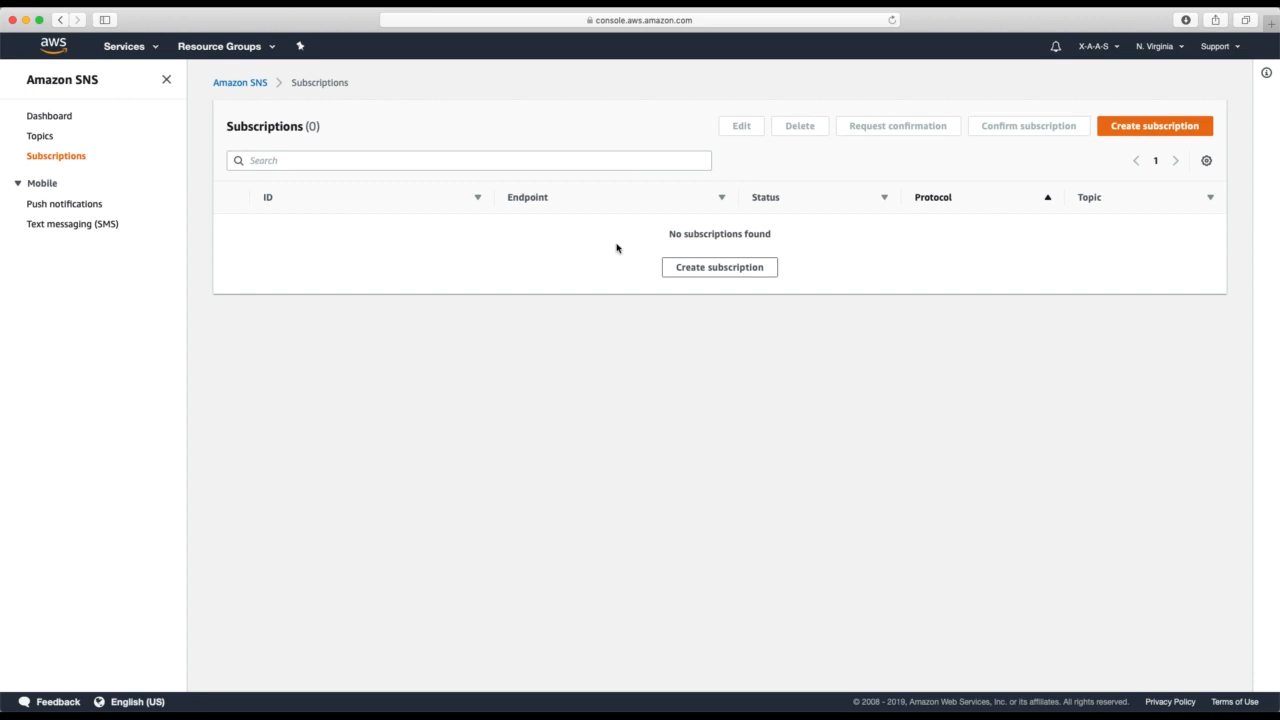 console.aws.amazon.com
aws Services Resource Groups X-A-A-S N. Virginia Support
Amazon SNS
Dashboard
Topics
Subscriptions
Mobile
Push notifications
Text messaging (SMS)
Amazon SNS Subscriptions
Subscriptions (0) Edit Delete Request confirmation Confirm subscription Create subscription
Search 1
ID Endpoint Status Protocol Topic
No subscriptions found
Create subscription
Feedback English (US) © 2008 - 2019, Amazon Web Services, Inc. or its affiliates. All rights reserved. Privacy Policy Terms of Use